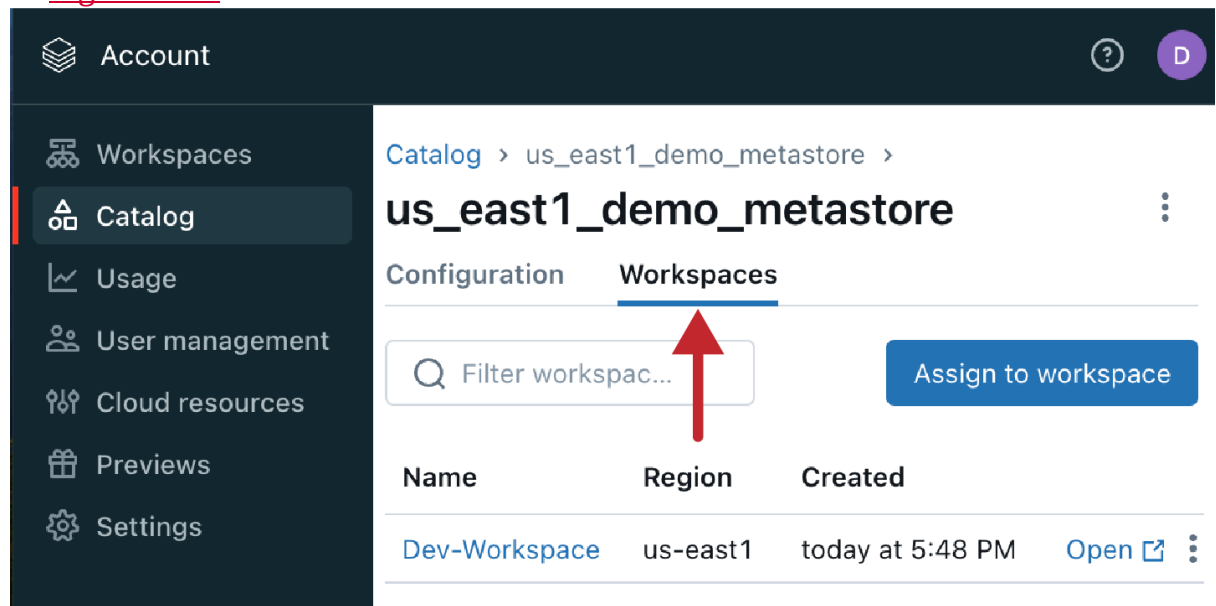 Account
D
Workspaces
Catalog
Usage
User management
Cloud resources
Previews
Settings
Catalog › us_east1_demo_metastore ›
us_east1_demo_metastore
Configuration Workspaces
Filter workspac...
Assign to workspace
Name Region Created
Dev-Workspace us-east1 today at 5:48 PM Open